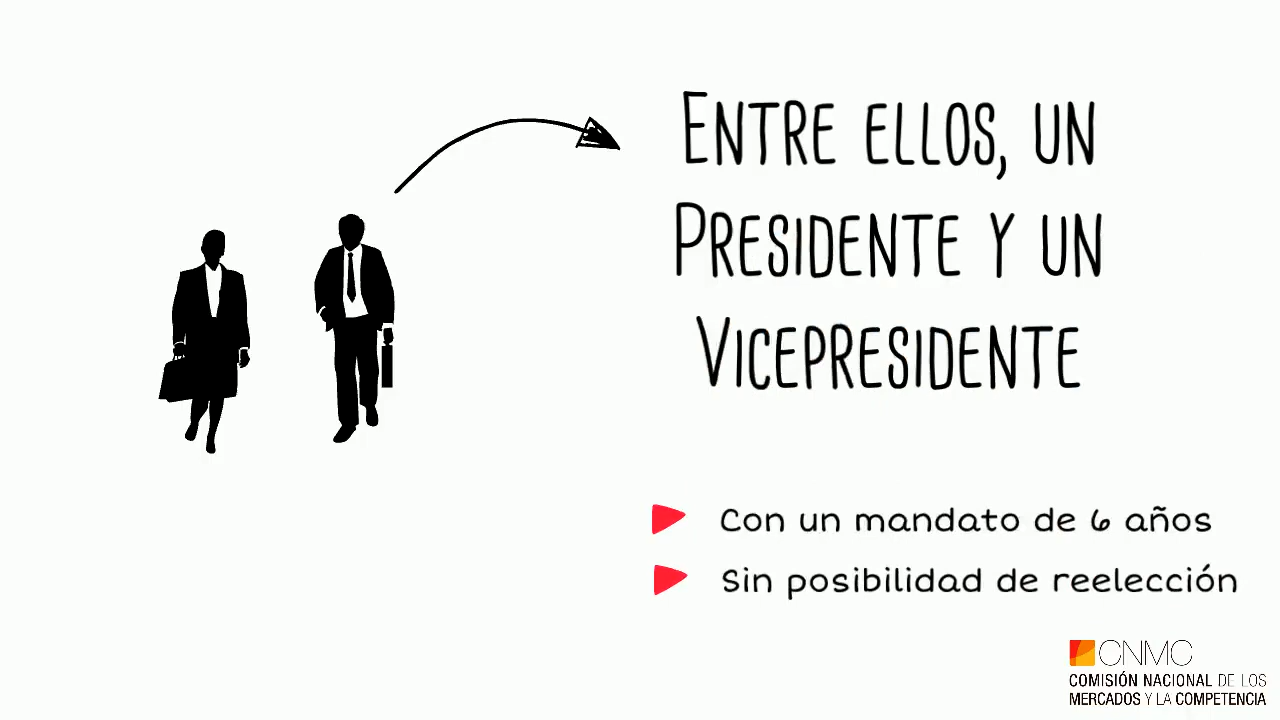 Entre ellos, un
Presidente y un
Vicepresidente
Con un mandato de 6 años
Sin posibilidad de reelección
CNMC
COMISIÓN NACIONAL DE LOS
MERCADOS Y LA COMPETENCIA